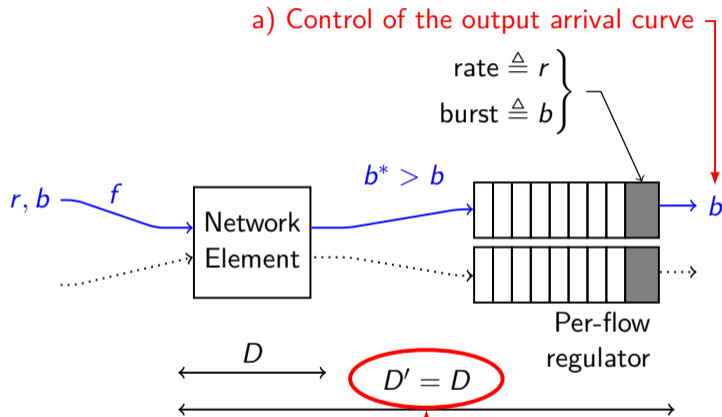 a) Control of the output arrival curve
rate ≜ r
burst ≜ b
r, b
f
b* > b
b
Network
Element
Per-flow
regulator
D
D′ = D